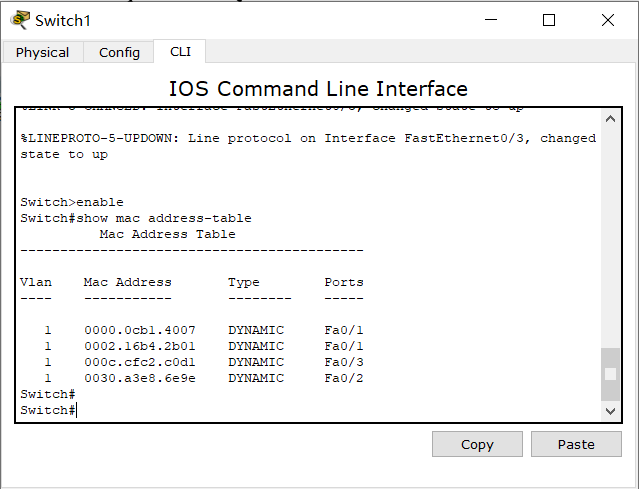 Switch1
Physical Config CLI
IOS Command Line Interface
%LINEPROTO-5-UPDOWN: Line protocol on Interface FastEthernet0/3, changed
state to up
Switch>enable
Switch#show mac address-table
Mac Address Table
-------------------------------------------
Vlan Mac Address Type Ports
---- ----------- -------- -----
1 0000.0cb1.4007 DYNAMIC Fa0/1
1 0002.16b4.2b01 DYNAMIC Fa0/1
1 000c.cfc2.c0d1 DYNAMIC Fa0/3
1 0030.a3e8.6e9e DYNAMIC Fa0/2
Switch#
Switch#
Copy Paste